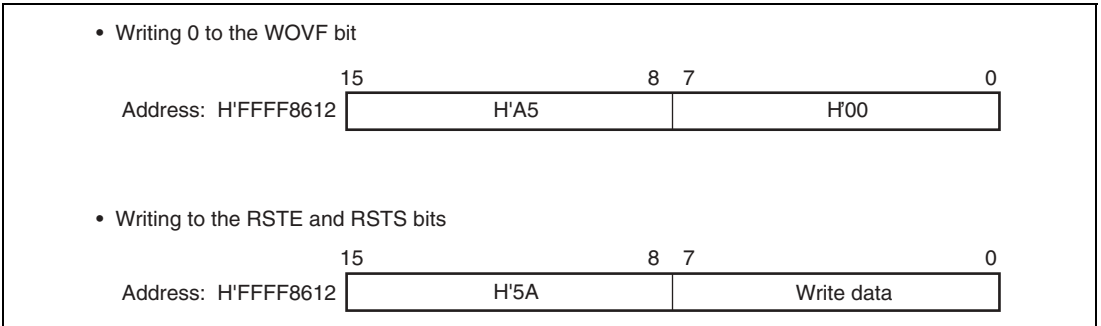 • Writing 0 to the WOVF bit
15 8 7 0
Address: H'FFFF8612 H'A5 H'00
• Writing to the RSTE and RSTS bits
15 8 7 0
Address: H'FFFF8612 H'5A Write data